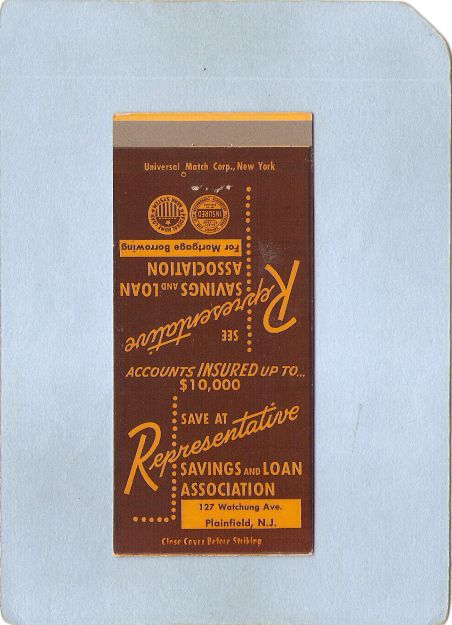 Universal Match Corp., New York
INSURED
For Mortgage Borrowing
SEE
Representative
SAVINGS AND LOAN
ASSOCIATION
ACCOUNTS INSURED UP TO...
$10,000
SAVE AT
Representative
SAVINGS AND LOAN
ASSOCIATION
127 Watchung Ave.
Plainfield, N.J.
Close Cover Before Striking